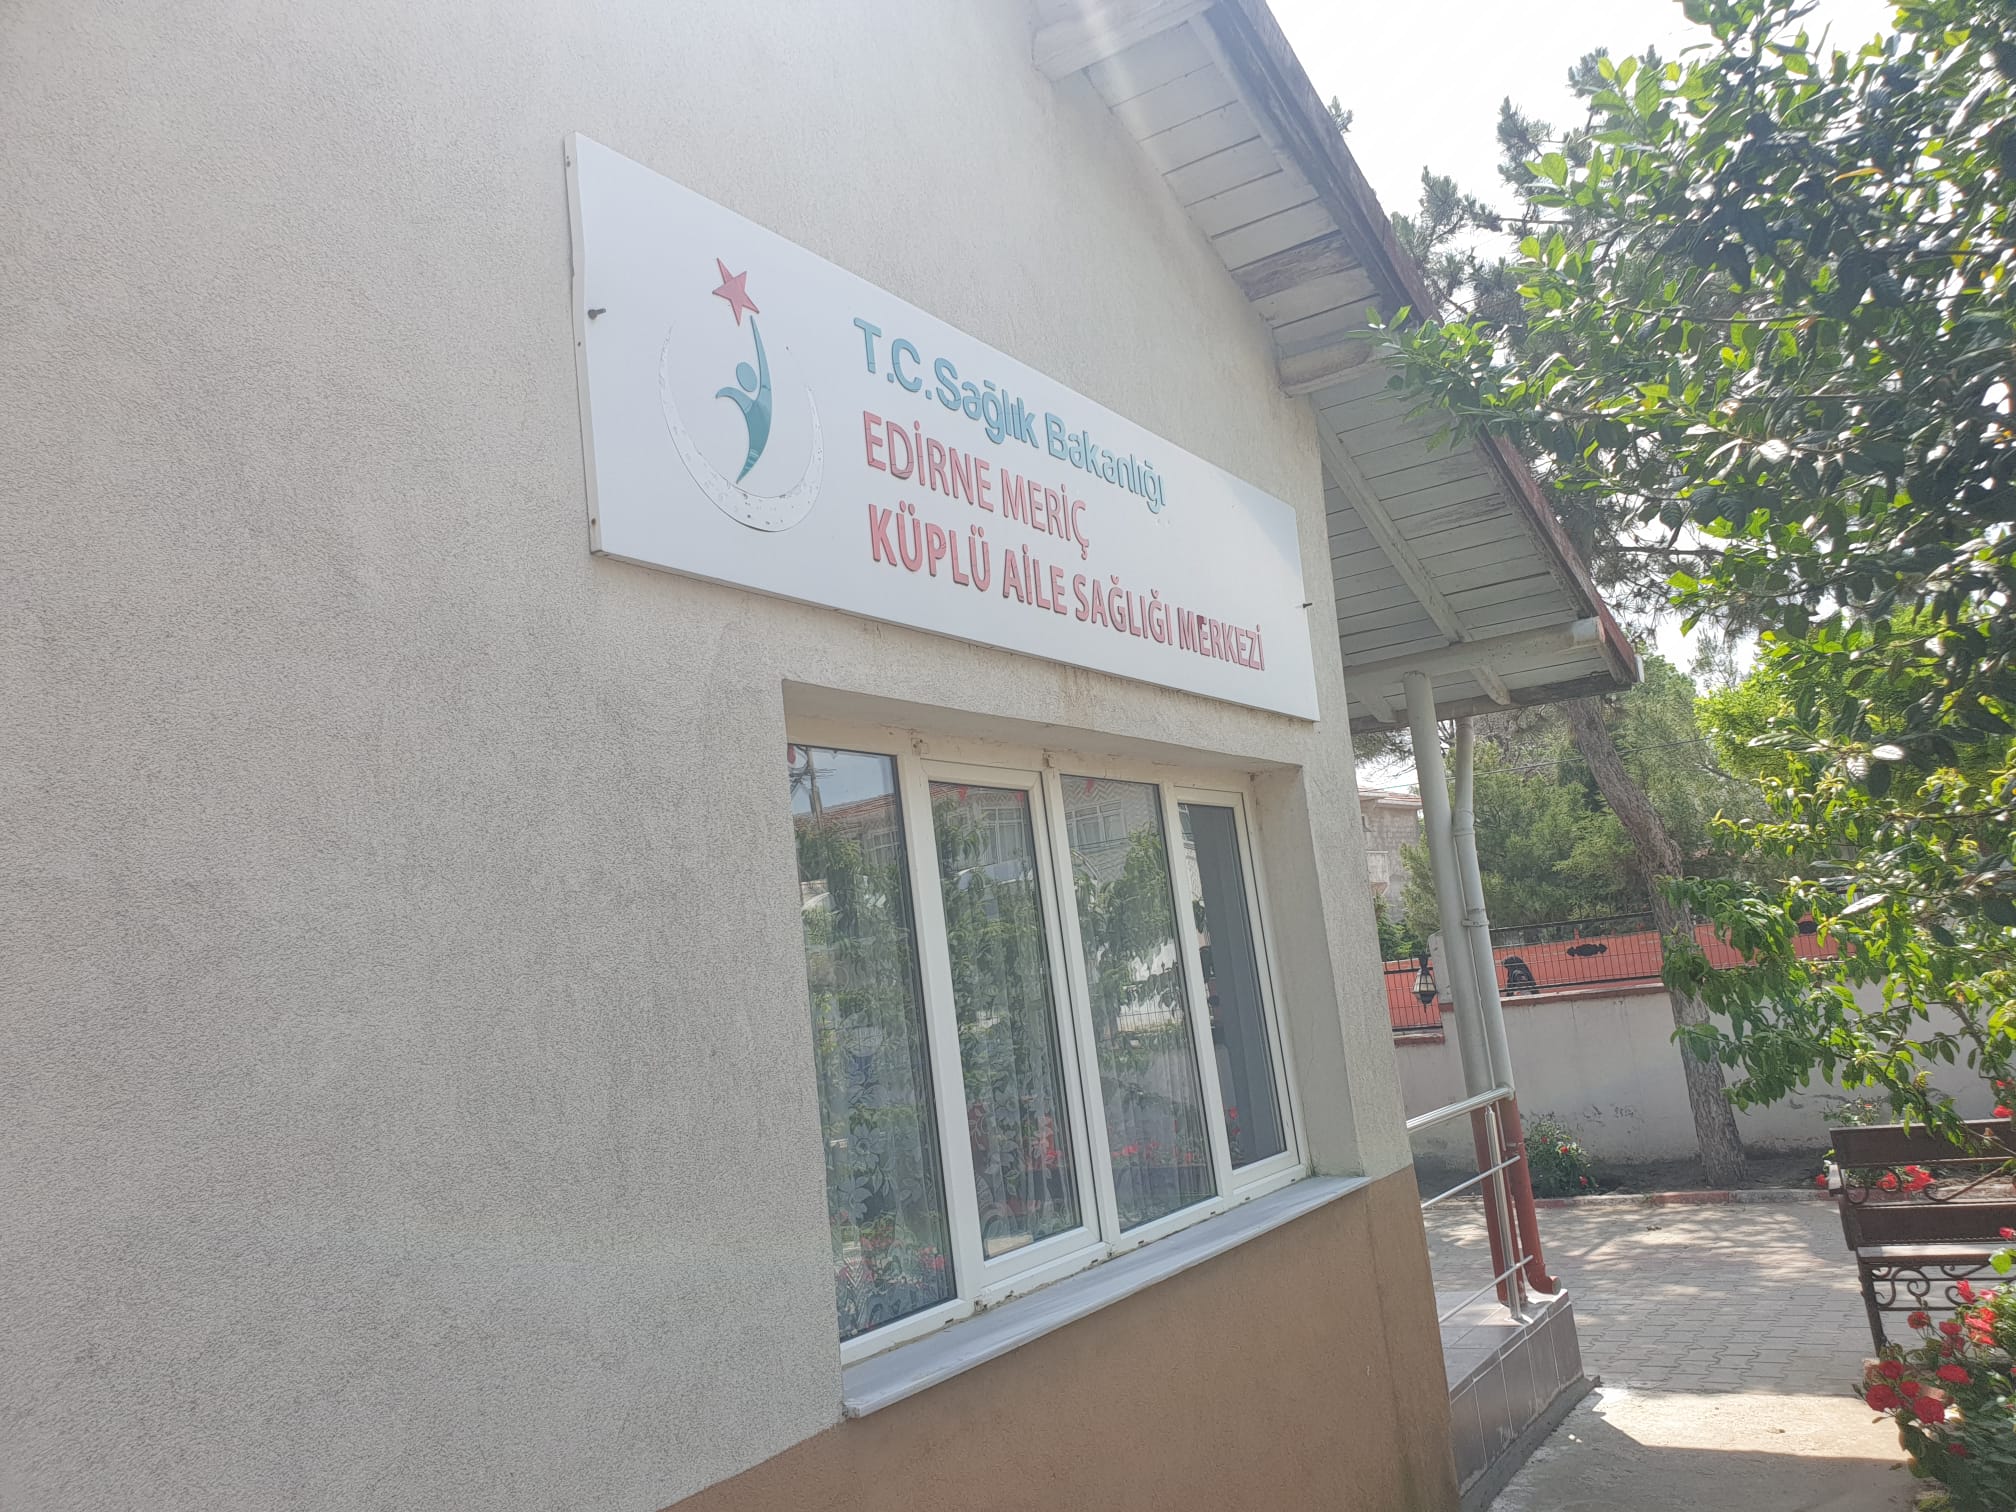 T.C. Sağlık Bakanlığı
EDİRNE MERİÇ
KÜPLÜ AİLE SAĞLIĞI MERKEZİ